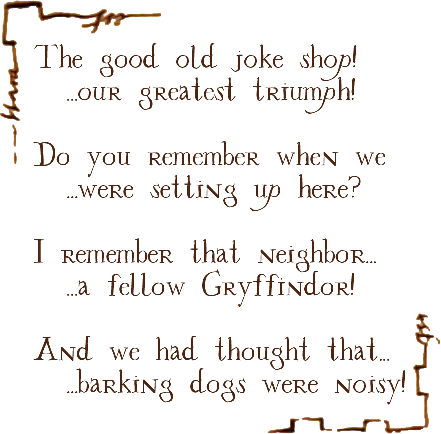 The good old joke shop!
...our greatest triumph!
Do you remember when we
...were setting up here?
I remember that neighbor...
...a fellow Gryffindor!
And we had thought that...
...barking dogs were noisy!